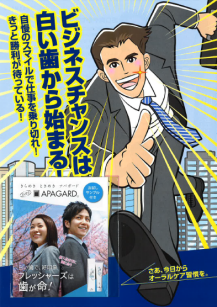 ビジネスチャンスは、
白い歯から始まる!
自慢のスマイルで仕事を乗り切れ!
きっと勝利が待っている!
APAGARD.
フレッシャーズは
歯が命!
さあ、今日から
オーラルケア習慣を。